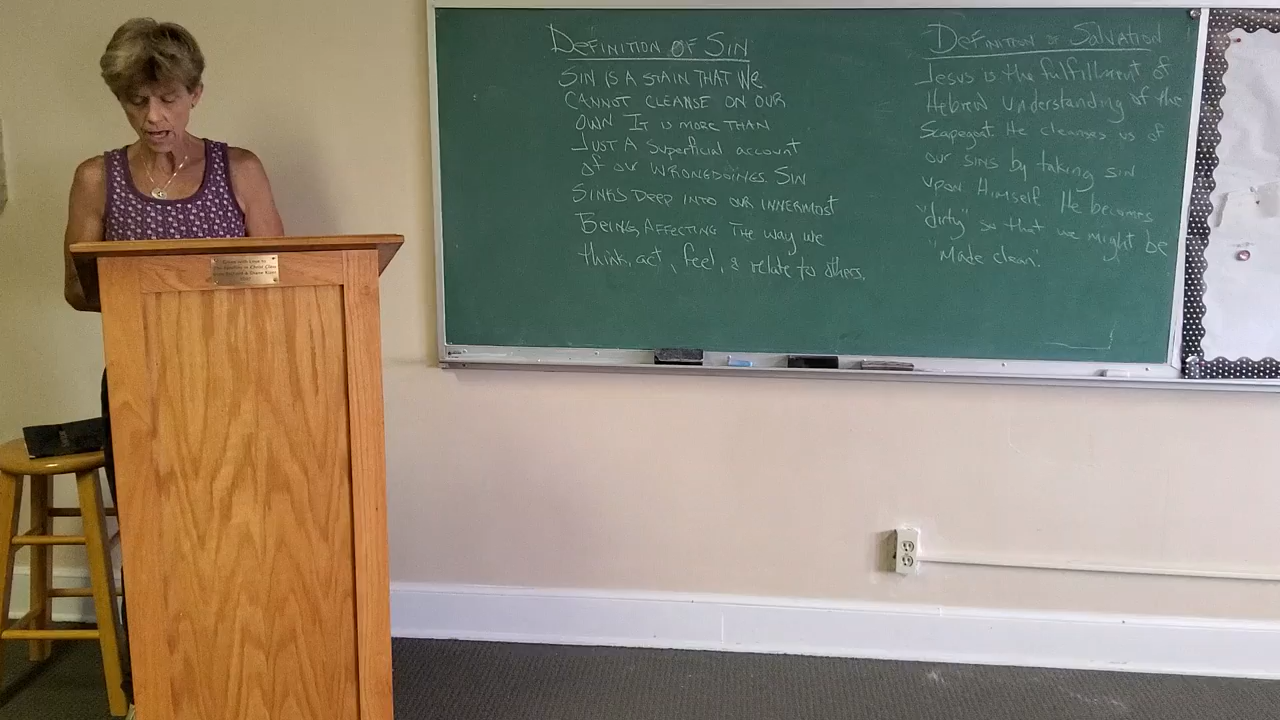 DEFINITION OF SIN
SIN IS A STAIN THAT WE
CANNOT CLEANSE ON OUR
OWN IT IS MORE THAN
JUST A superficial account
of our WRONGDOINGS. SIN
SINKS DEEP INTO OUR INNERMOST
BEING, AFFECTING THE WAY WE
think, act, feel, & relate to others.
DEFINITION OF SALVATION
Jesus is the fulfillment of
Hebrew understanding of the
Scapegoat. He cleanses us of
our sins by taking sin
upon Himself. He becomes
"dirty" so that we might be
"Made clean."